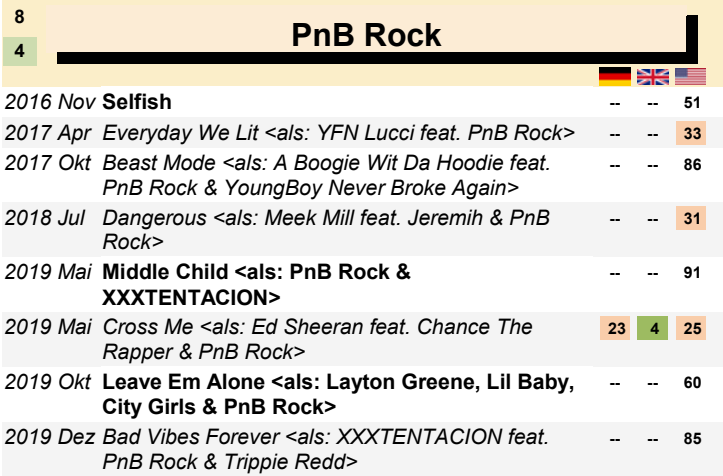 8
PnB Rock
4
2016 Nov Selfish -- -- 51
2017 Apr Everyday We Lit <als: YFN Lucci feat. PnB Rock> -- -- 33
2017 Okt Beast Mode <als: A Boogie Wit Da Hoodie feat. -- -- 86
PnB Rock & YoungBoy Never Broke Again>
2018 Jul Dangerous <als: Meek Mill feat. Jeremih & PnB -- -- 31
Rock>
2019 Mai Middle Child <als: PnB Rock & -- -- 91
XXXTENTACION>
2019 Mai Cross Me <als: Ed Sheeran feat. Chance The 23 4 25
Rapper & PnB Rock>
2019 Okt Leave Em Alone <als: Layton Greene, Lil Baby, -- -- 60
City Girls & PnB Rock>
2019 Dez Bad Vibes Forever <als: XXXTENTACION feat. -- -- 85
PnB Rock & Trippie Redd>